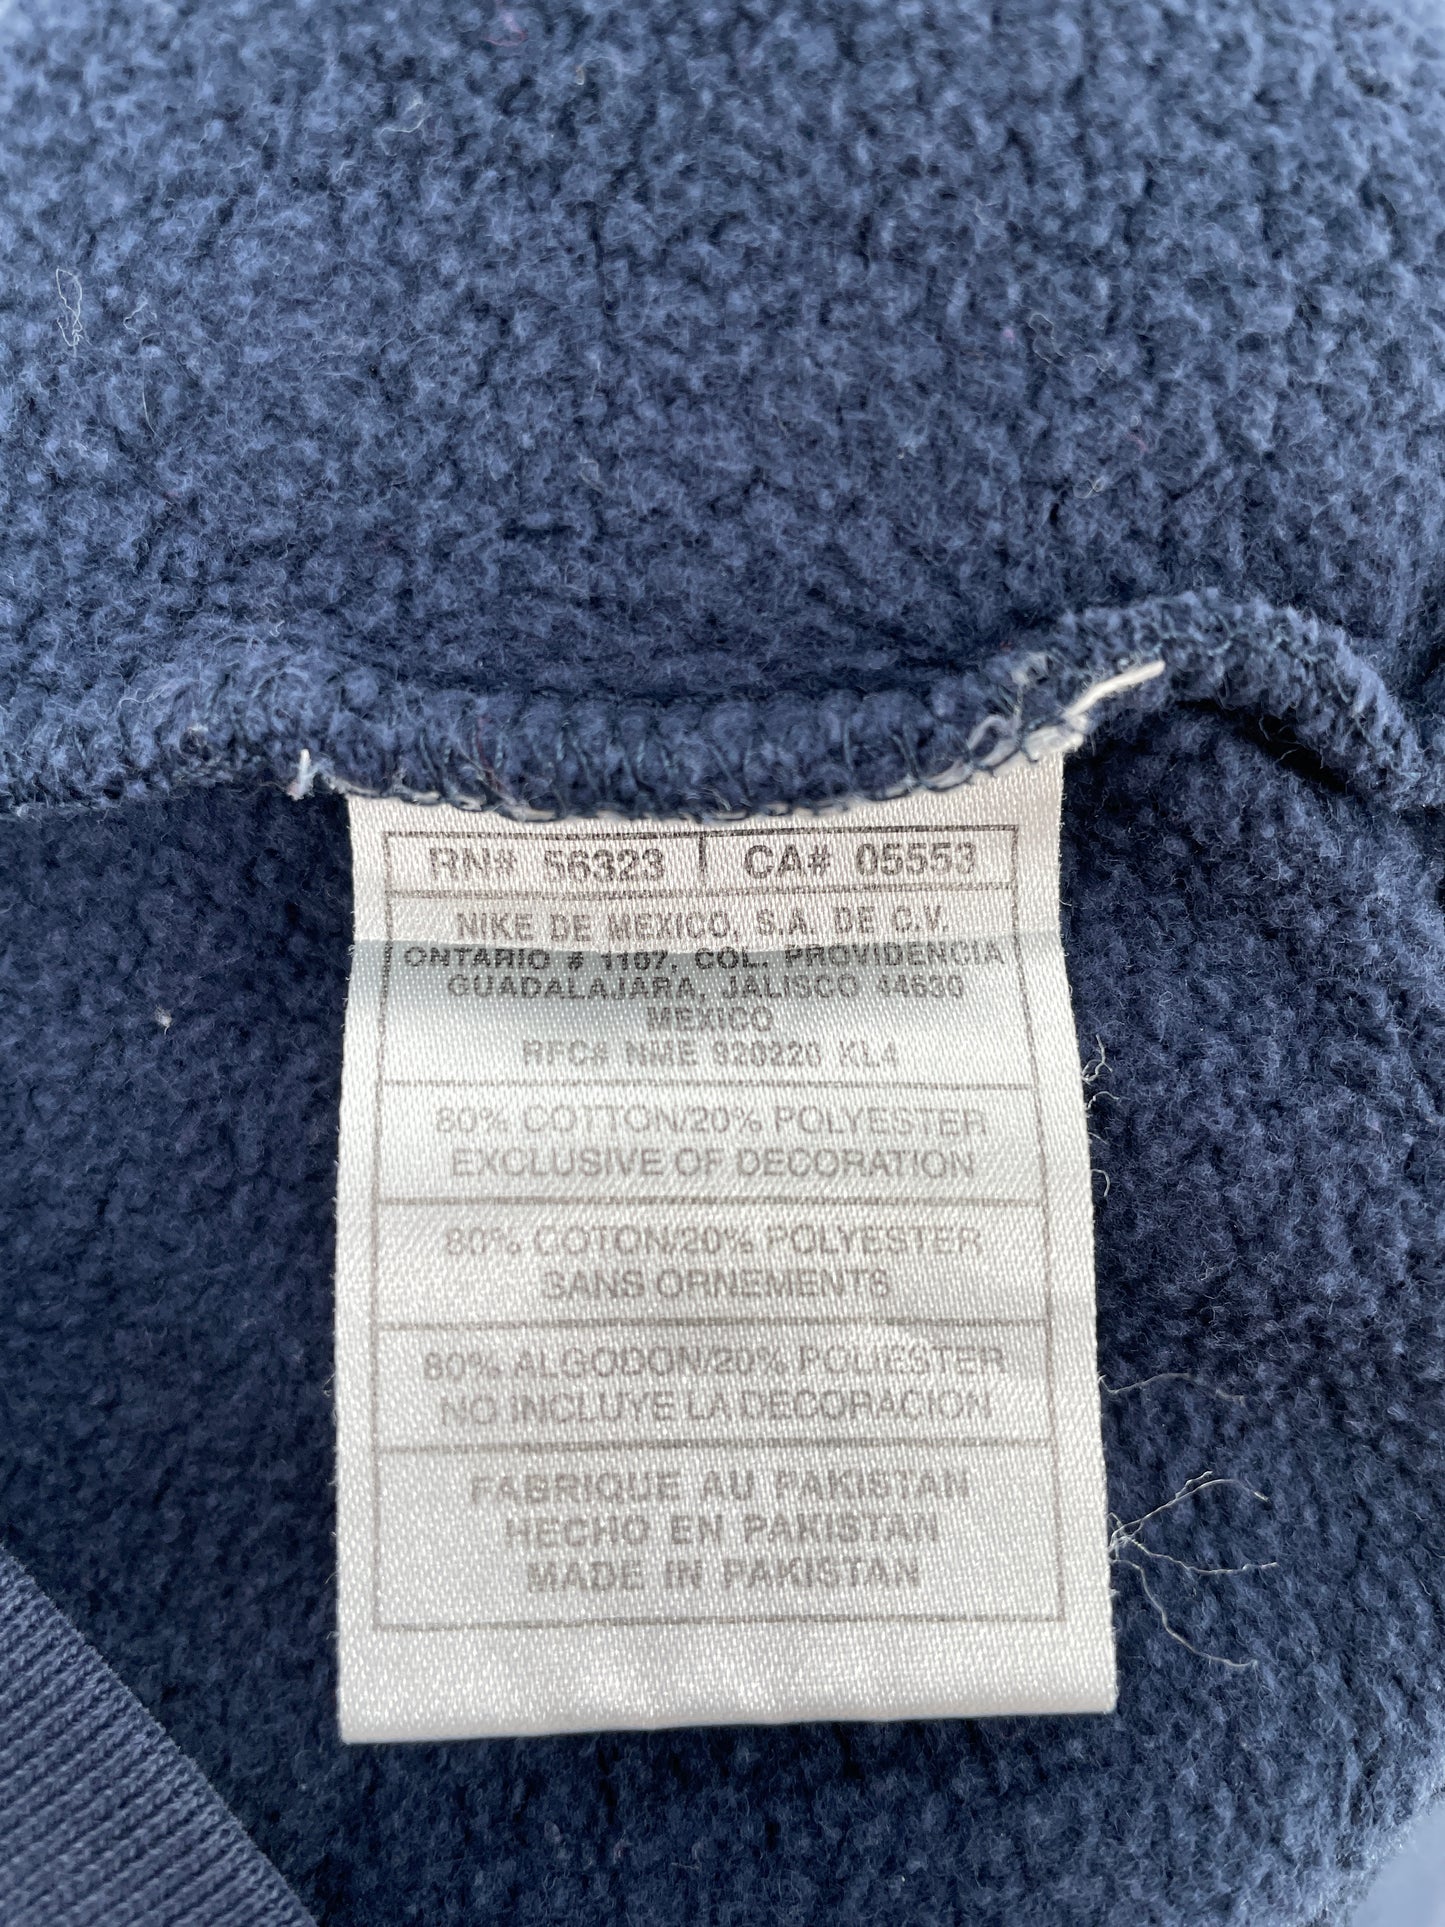 RN# 56323 | CA# 05553
NIKE DE MEXICO, S.A. DE C.V.
ONTARIO # 1107, COL. PROVIDENCIA
GUADALAJARA, JALISCO 44630
MEXICO
RFC# NME 920220 KL4
80% COTTON/20% POLYESTER
EXCLUSIVE OF DECORATION
80% COTON/20% POLYESTER
SANS ORNEMENTS
80% ALGODON/20% POLIESTER
NO INCLUYE LA DECORACION
FABRIQUE AU PAKISTAN
HECHO EN PAKISTAN
MADE IN PAKISTAN